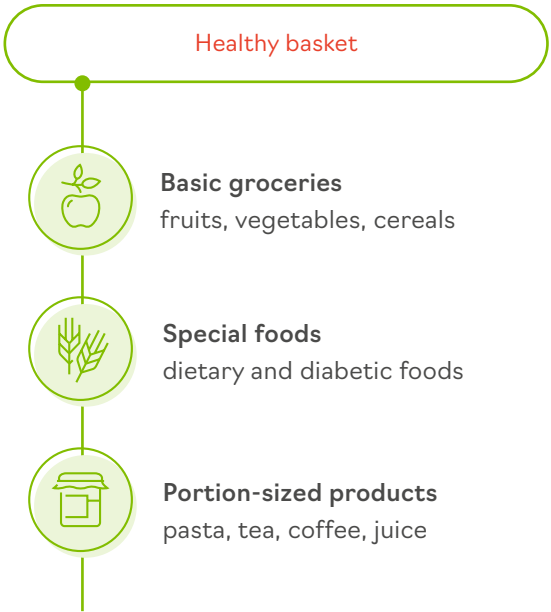 Healthy basket
Basic groceries
fruits, vegetables, cereals
Special foods
dietary and diabetic foods
Portion-sized products
pasta, tea, coffee, juice